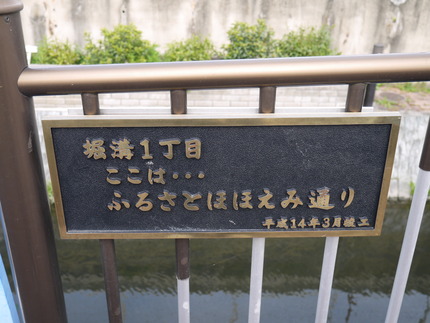 堀溝1丁目
ここは・・・
ふるさとほほえみ通り
平成14年3月竣工